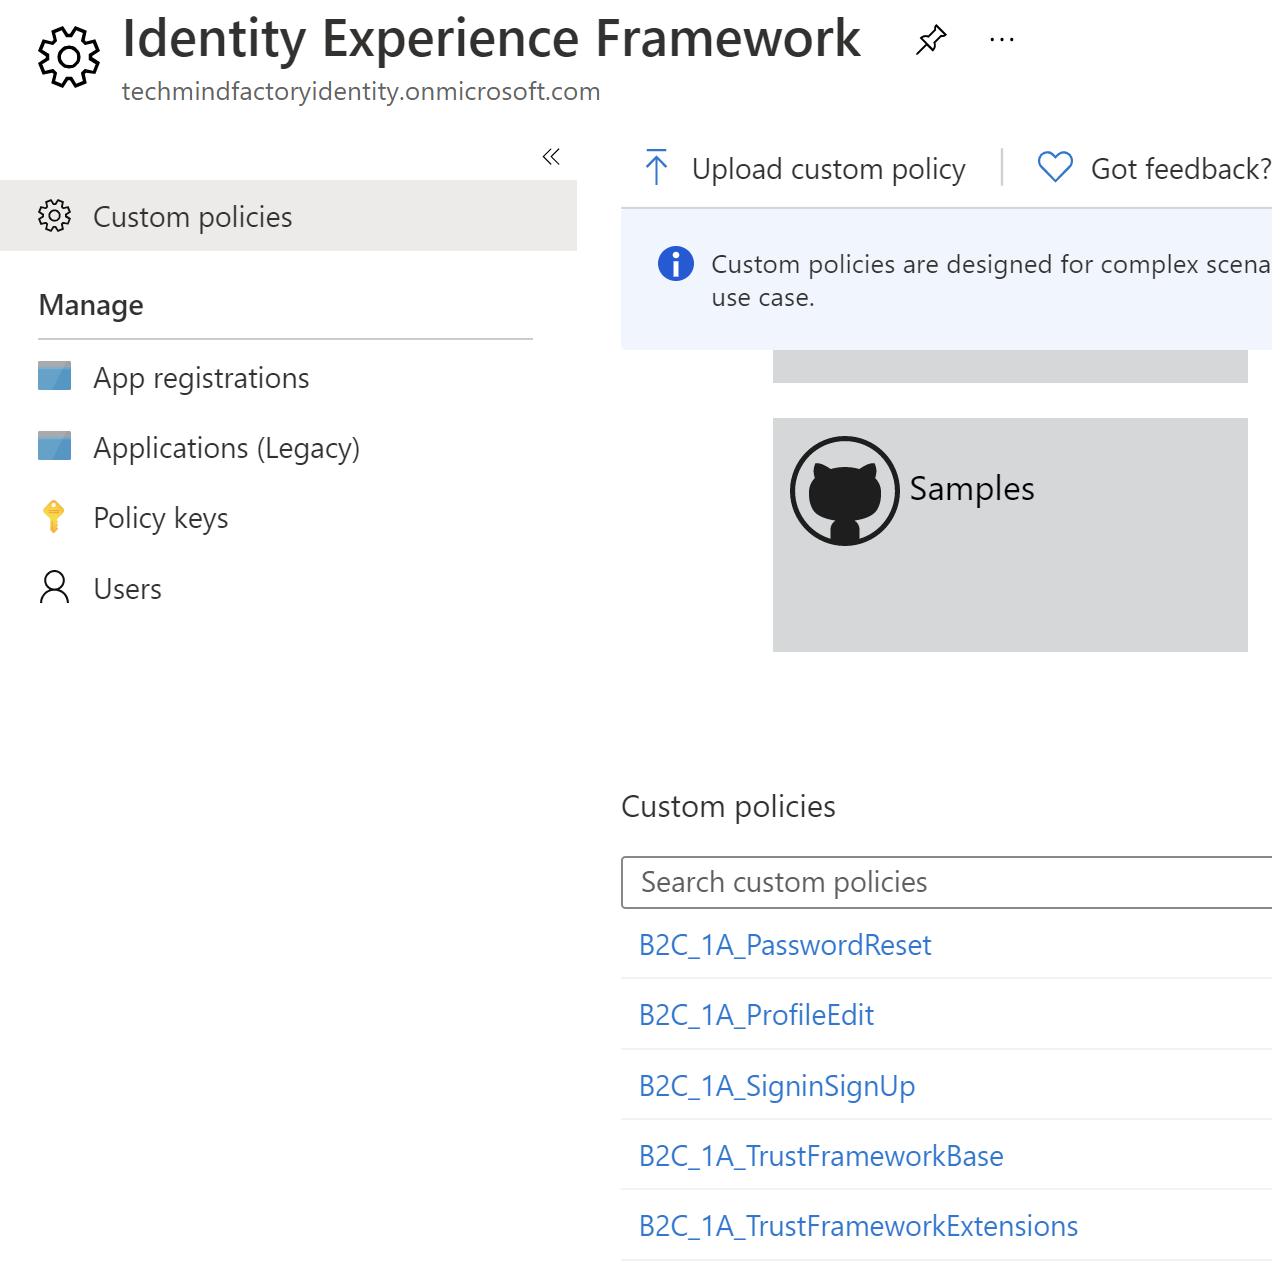 Identity Experience Framework
techmindfactoryidentity.onmicrosoft.com
Custom policies
Manage
App registrations
Applications (Legacy)
Policy keys
Users
Upload custom policy
Got feedback?
Custom policies are designed for complex scena
use case.
Samples
Custom policies
Search custom policies
B2C_1A_PasswordReset
B2C_1A_ProfileEdit
B2C_1A_SigninSignUp
B2C_1A_TrustFrameworkBase
B2C_1A_TrustFrameworkExtensions